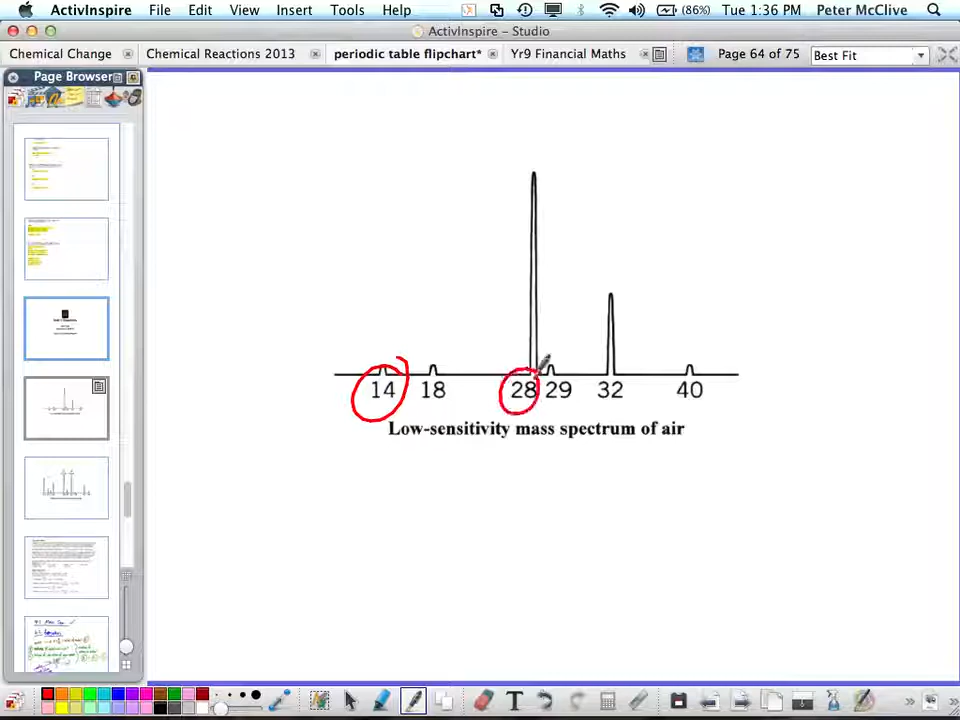 ActivInspire File Edit View Insert Tools Help (86%) Tue 1:36 PM Peter McClive
ActivInspire – Studio
Chemical Change Chemical Reactions 2013 periodic table flipchart* Yr9 Financial Maths Page 64 of 75 Best Fit
Page Browser
14 18 28 29 32 40
Low-sensitivity mass spectrum of air